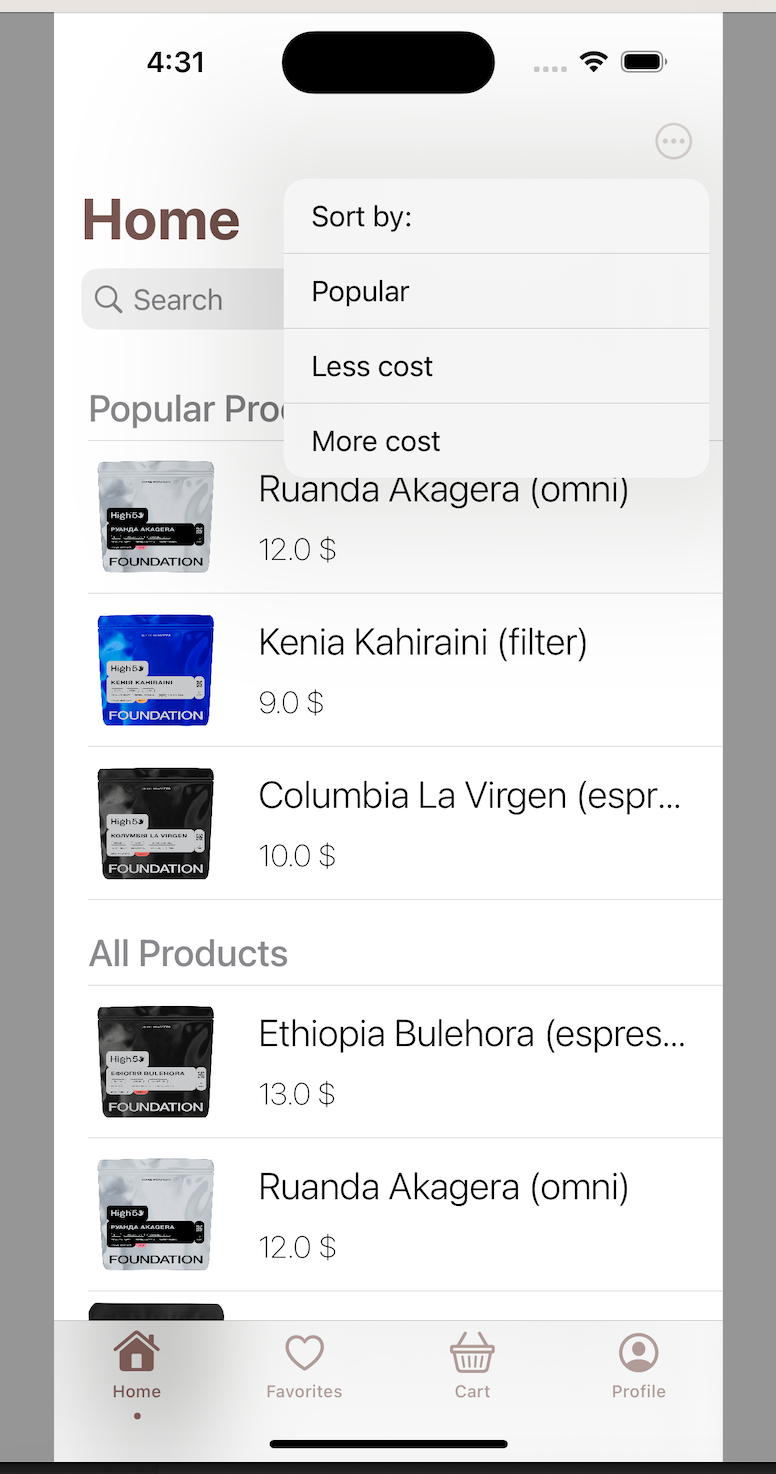 4:31
Home
Sort by:
Search
Popular
Less cost
Popular Pro
More cost
Ruanda Akagera (omni)
High5
РУАНДА AKAGERA
FOUNDATION
12.0 $
Kenia Kahiraini (filter)
High5
КЕНІЯ KAHIRAINI
FOUNDATION
9.0 $
Columbia La Virgen (espr...
High5
КОЛУМБІЯ LA VIRGEN
FOUNDATION
10.0 $
All Products
Ethiopia Bulehora (espres...
High5
ЕФІОПІЯ BULEHORA
FOUNDATION
13.0 $
Ruanda Akagera (omni)
High5
РУАНДА AKAGERA
FOUNDATION
12.0 $
Home
Favorites
Cart
Profile